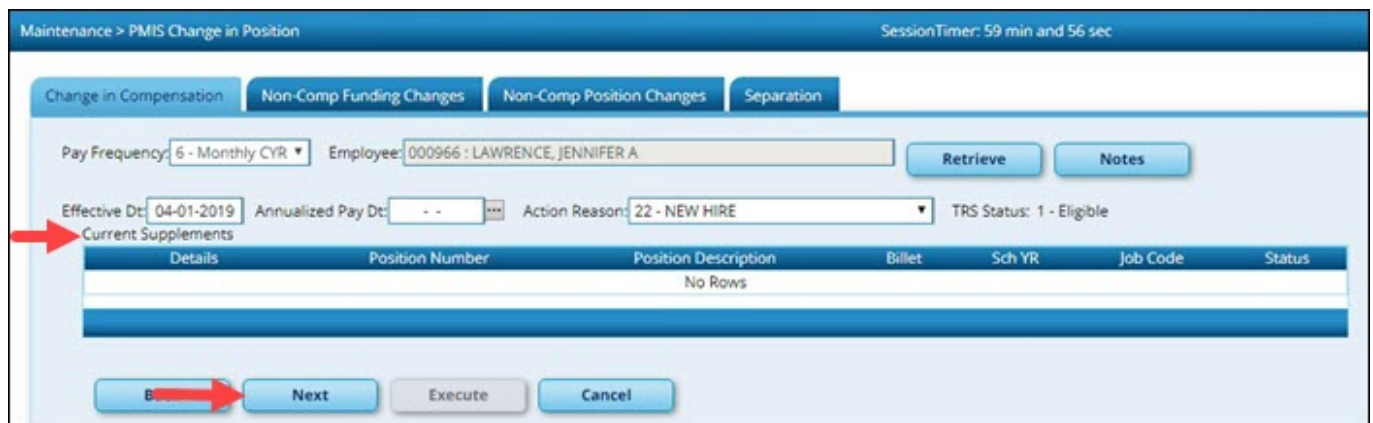 Maintenance > PMIS Change in Position SessionTimer: 59 min and 56 sec
Change in Compensation Non-Comp Funding Changes Non-Comp Position Changes Separation
Pay Frequency: 6 - Monthly CYR Employee: 000966 : LAWRENCE, JENNIFER A Retrieve Notes
Effective Dt: 04-01-2019 Annualized Pay Dt: - - Action Reason: 22 - NEW HIRE TRS Status: 1 - Eligible
Current Supplements
Details Position Number Position Description Billet Sch YR Job Code Status
No Rows
Next Execute Cancel